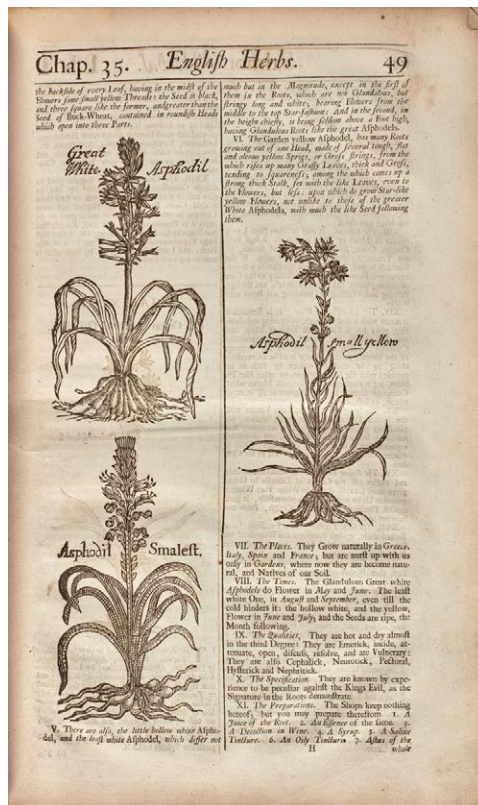 Chap. 35. English Herbs. 49
the backside of every Leaf, having in the midst of the
Flowers some small yellow Threads: the Seed is black,
and three square like the former, and greater than the
Seed of Buck-Wheat, contained in roundish Heads
which open into three Parts.
Great
White Asphodil
Asphodil Smalest.
V. There are also, the little hollow white Aspho-
del, and the least white Asphodel, which differ not
much but in the Magnitude, except in the first of
them in the Roots, which are not Glandulous, but
stringy long and white, bearing Flowers from the
middle to the top Star-fashion: And in the second, in
the height chiefly, it being seldom above a Foot high,
having Glandulous Roots like the great Asphodels.
VI. The Garden yellow Asphodel, has many Roots
growing out of one Head, made of several tough, flat
and yellow Sprigs, or Gross strings, from the
which rises up many Grassy Leaves, thick and Gross,
tending to squareness; among the which comes up a
strong thick Stalk, set with the like Leaves, even to
the Flowers, but less: upon which do grow Star-like
yellow Flowers, not unlike to those of the greater
White Asphodels, with much the like Seed following
them.
Asphodil small yellow
VII. The Places. They Grow naturally in Greece,
Italy, Spain and France; but are nurst up with us
only in Gardens, where now they are become natu-
ral, and Natives of our Soil.
VIII. The Times. The Glandulous Great white
Asphodels do Flower in May and June: The least
white One, in August and September, even till the
cold hinders it: the hollow white, and the yellow,
Flower in June and July; and the Seeds are ripe, the
Month following.
IX. The Qualities, They are hot and dry almost
in the third Degree: They are Emerick, incide, at-
tenuate, open, discuss, resolve, and are Vulnerary:
They are also Cephalick, Neurotick, Pectoral,
Hysterick and Nephritick.
X. The Specification. They are known by expe-
rience to be peculiar against the Kings Evil, as the
Signature in the Roots demonstrate.
XI. The Preparations. The Shops keep nothing
hereof; but you may prepare therefrom 1. A
Juice of the Root. 2. An Essence of the same. 3.
A Decoction in Wine. 4. A Syrup. 5. A Saline
Tincture. 6. An Oily Tincture. 7. Ashes of the
H whole